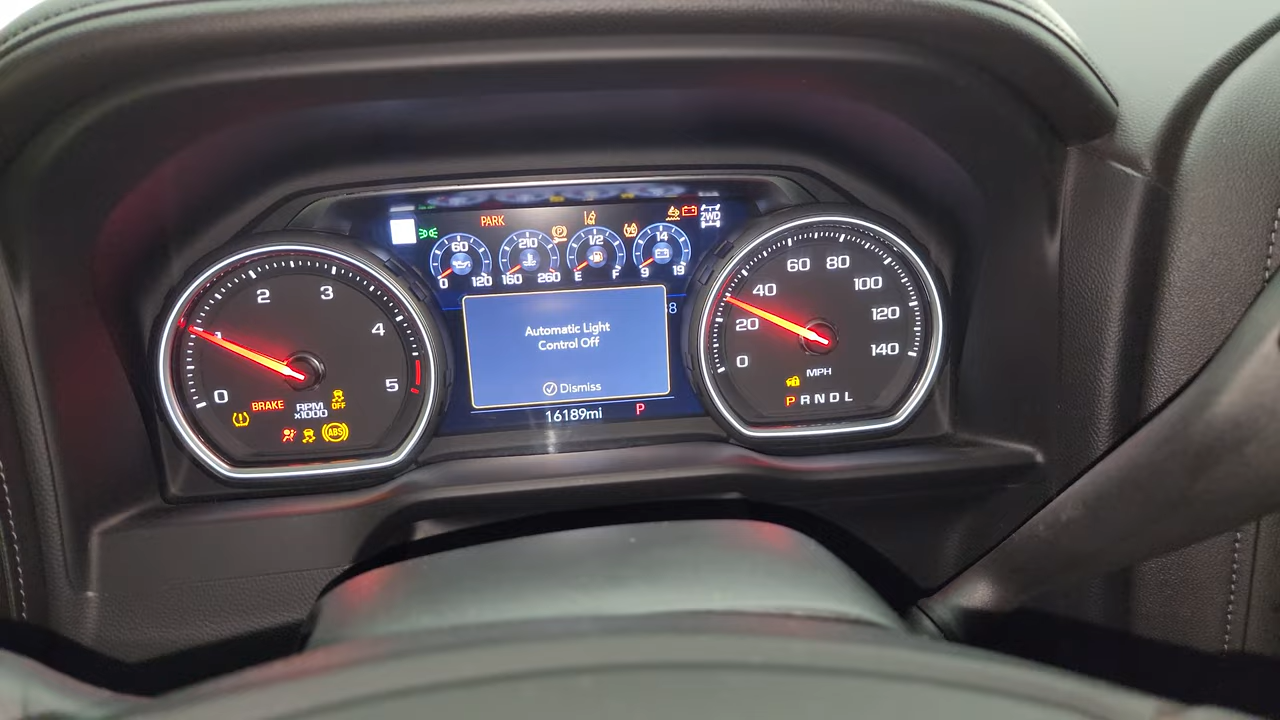 PARK
2WD
60
0 120
210
160 260
1/2
E F
14
9 19
8
Automatic Light
Control Off
Dismiss
16189mi P
0 1 2 3 4 5
BRAKE
RPM
x1000
OFF
ABS
0 20 40 60 80 100 120 140
MPH
P R N D L